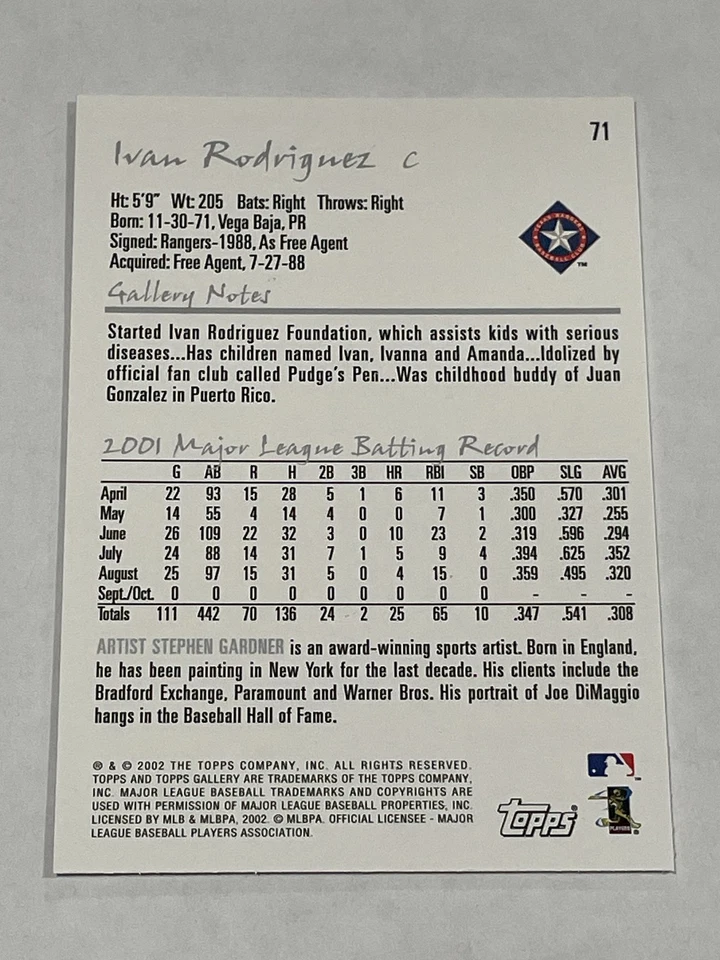 71
Ivan Rodriguez C
Ht: 5'9" Wt: 205 Bats: Right Throws: Right
Born: 11-30-71, Vega Baja, PR
Signed: Rangers-1988, As Free Agent
Acquired: Free Agent, 7-27-88
TEXAS RANGERS
BASEBALL CLUB
TM
Gallery Notes
Started Ivan Rodriguez Foundation, which assists kids with serious
diseases...Has children named Ivan, Ivanna and Amanda...Idolized by
official fan club called Pudge's Pen...Was childhood buddy of Juan
Gonzalez in Puerto Rico.
2001 Major League Batting Record
G AB R H 2B 3B HR RBI SB OBP SLG AVG
April 22 93 15 28 5 1 6 11 3 .350 .570 .301
May 14 55 4 14 4 0 0 7 1 .300 .327 .255
June 26 109 22 32 3 0 10 23 2 .319 .596 .294
July 24 88 14 31 7 1 5 9 4 .394 .625 .352
August 25 97 15 31 5 0 4 15 0 .359 .495 .320
Sept./Oct. 0 0 0 0 0 0 0 0 0 - - -
Totals 111 442 70 136 24 2 25 65 10 .347 .541 .308
ARTIST STEPHEN GARDNER is an award-winning sports artist. Born in England,
he has been painting in New York for the last decade. His clients include the
Bradford Exchange, Paramount and Warner Bros. His portrait of Joe DiMaggio
hangs in the Baseball Hall of Fame.
® & © 2002 THE TOPPS COMPANY, INC. ALL RIGHTS RESERVED.
TOPPS AND TOPPS GALLERY ARE TRADEMARKS OF THE TOPPS COMPANY,
INC. MAJOR LEAGUE BASEBALL TRADEMARKS AND COPYRIGHTS ARE
USED WITH PERMISSION OF MAJOR LEAGUE BASEBALL PROPERTIES, INC.
LICENSED BY MLB & MLBPA, 2002. © MLBPA. OFFICIAL LICENSEE - MAJOR
LEAGUE BASEBALL PLAYERS ASSOCIATION.
topps®
PLAYERS